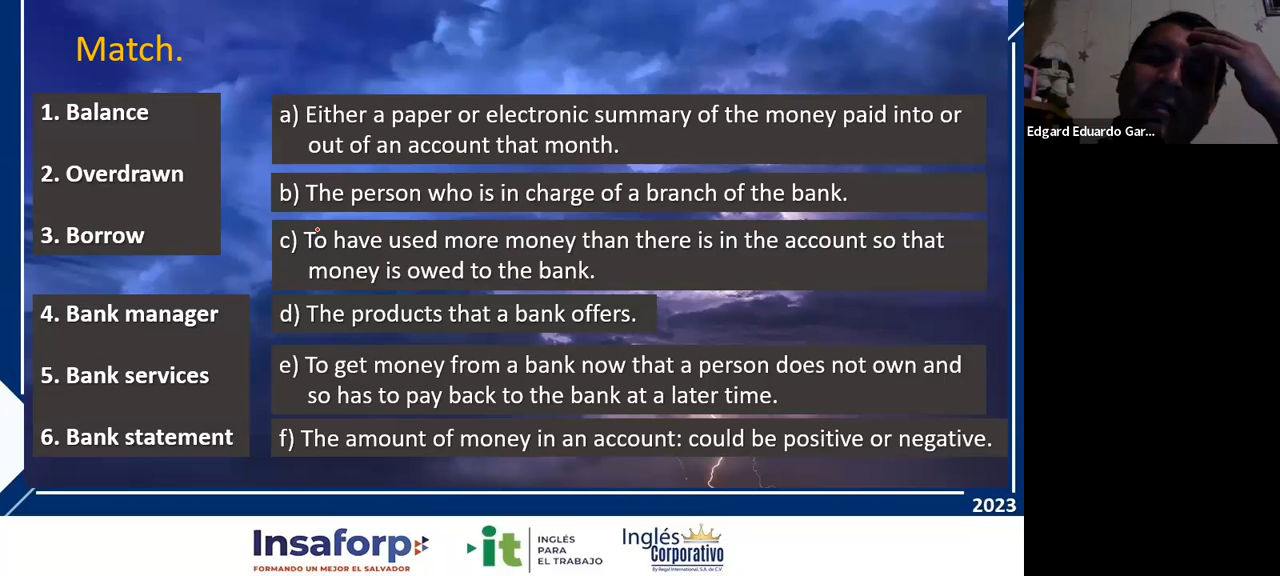 Match.
1. Balance
2. Overdrawn
3. Borrow
4. Bank manager
5. Bank services
6. Bank statement
a) Either a paper or electronic summary of the money paid into or
out of an account that month.
b) The person who is in charge of a branch of the bank.
c) To have used more money than there is in the account so that
money is owed to the bank.
d) The products that a bank offers.
e) To get money from a bank now that a person does not own and
so has to pay back to the bank at a later time.
f) The amount of money in an account: could be positive or negative.
2023
Insaforp
FORMANDO UN MEJOR EL SALVADOR
it
INGLÉS
PARA
EL TRABAJO
Inglés
Corporativo
By Regal International, S.A. de C.V.
Edgard Eduardo Gar...